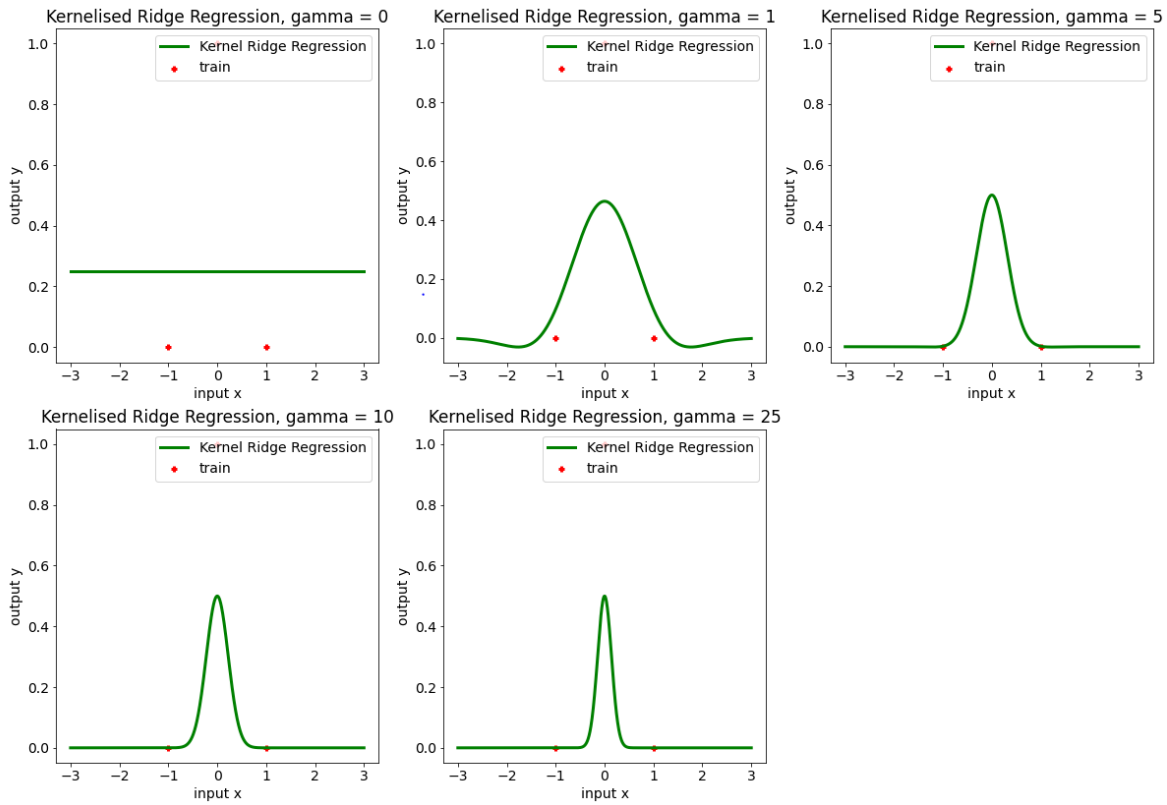 Kernelised Ridge Regression, gamma = 0
Kernel Ridge Regression
train
1.0
0.8
0.6
0.4
0.2
0.0
output y
−3 −2 −1 0 1 2 3
input x
Kernelised Ridge Regression, gamma = 1
Kernel Ridge Regression
train
1.0
0.8
0.6
0.4
0.2
0.0
output y
−3 −2 −1 0 1 2 3
input x
Kernelised Ridge Regression, gamma = 5
Kernel Ridge Regression
train
1.0
0.8
0.6
0.4
0.2
0.0
output y
−3 −2 −1 0 1 2 3
input x
Kernelised Ridge Regression, gamma = 10
Kernel Ridge Regression
train
1.0
0.8
0.6
0.4
0.2
0.0
output y
−3 −2 −1 0 1 2 3
input x
Kernelised Ridge Regression, gamma = 25
Kernel Ridge Regression
train
1.0
0.8
0.6
0.4
0.2
0.0
output y
−3 −2 −1 0 1 2 3
input x